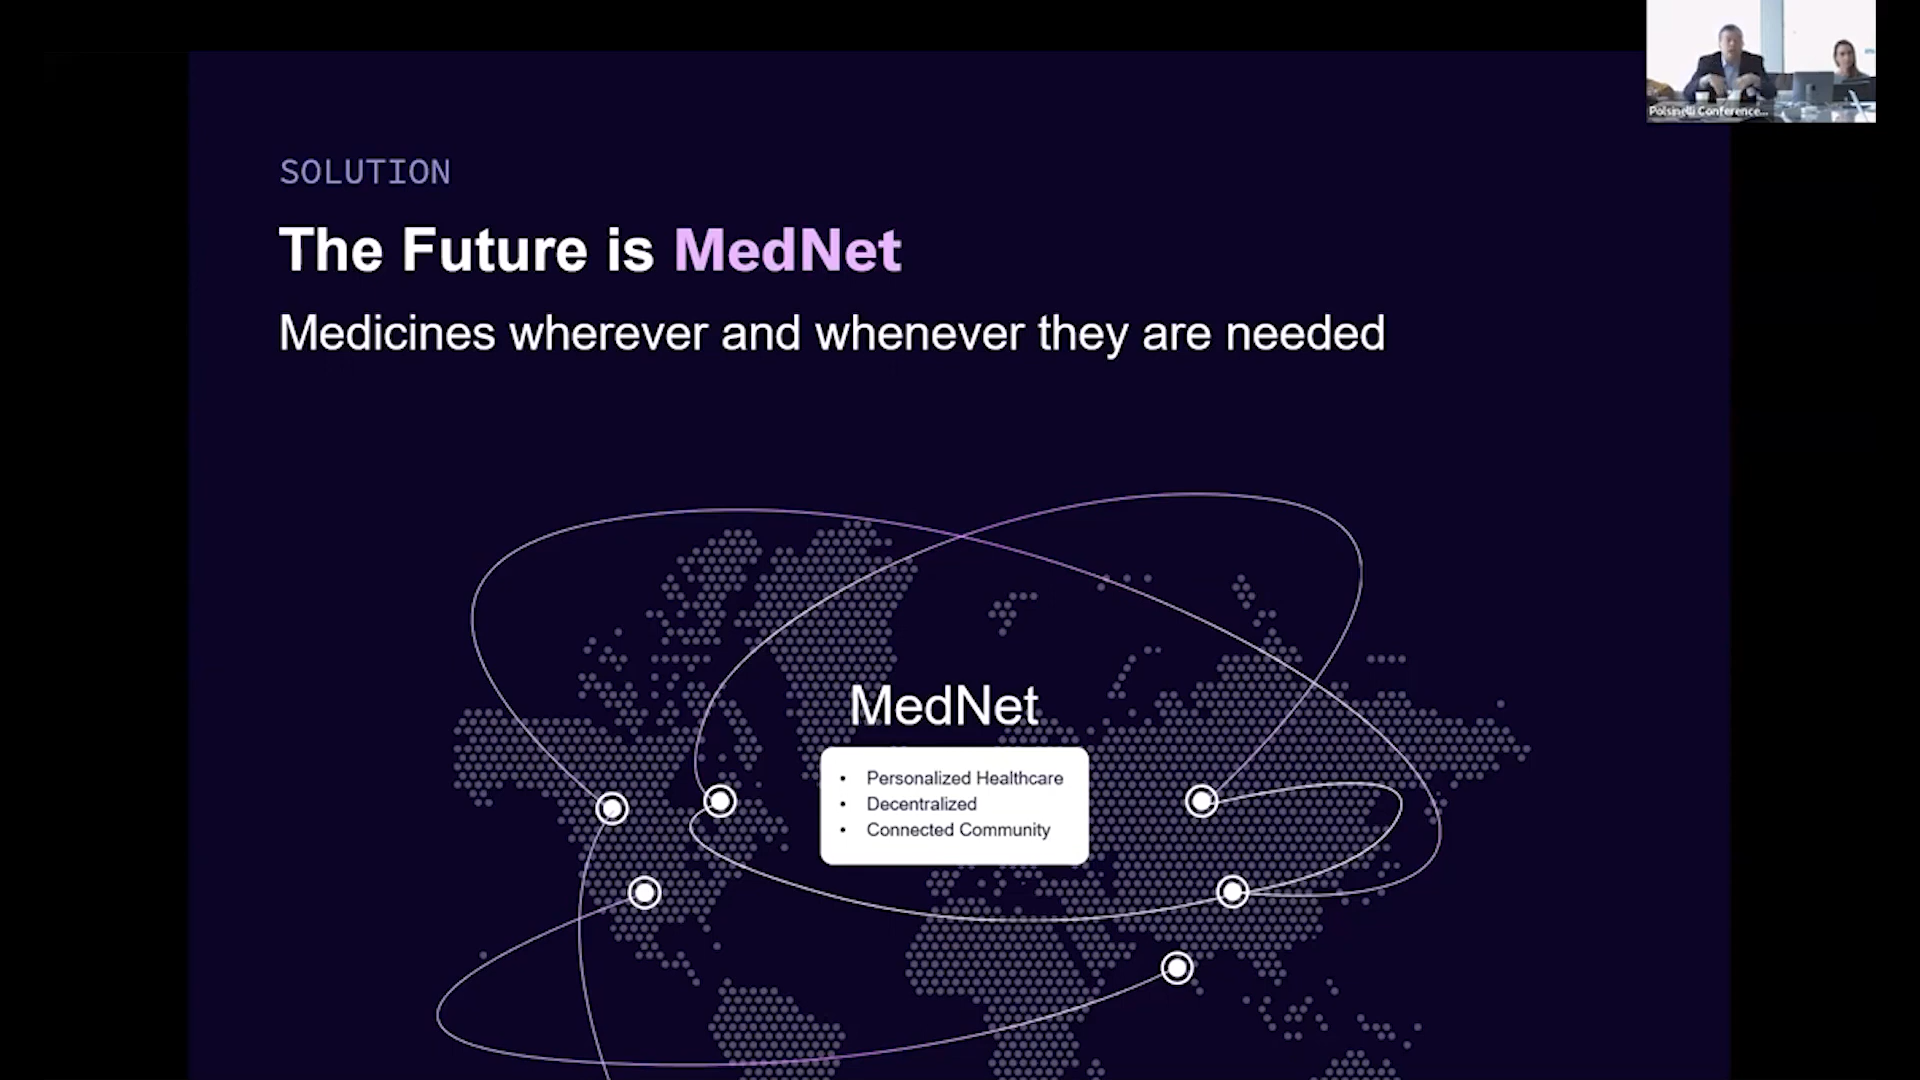 Polsinelli Conference...
SOLUTION
The Future is MedNet
Medicines wherever and whenever they are needed
MedNet
• Personalized Healthcare
• Decentralized
• Connected Community